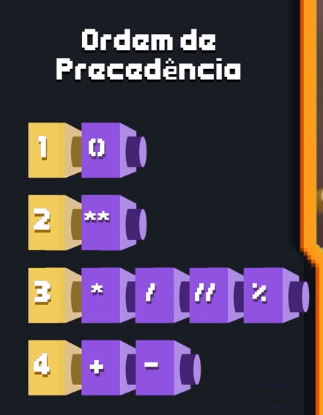 Ordem de
Precedência
1 ()
2 **
3 * / // %
4 + -